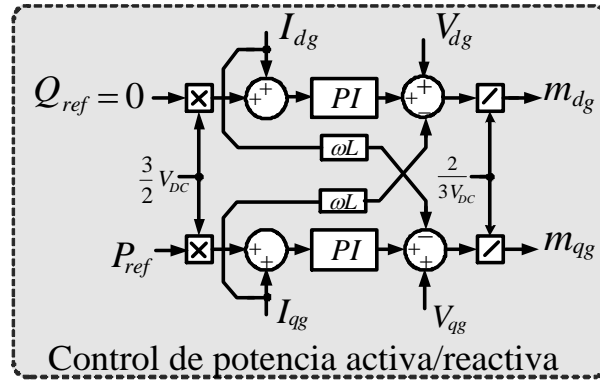 I_dg V_dg
Q_ref = 0 × + + PI + − ∕ m_dg
ωL
3/2 V_DC 2/3V_DC
ωL
P_ref × + + PI − + ∕ m_qg
I_qg V_qg
Control de potencia activa/reactiva